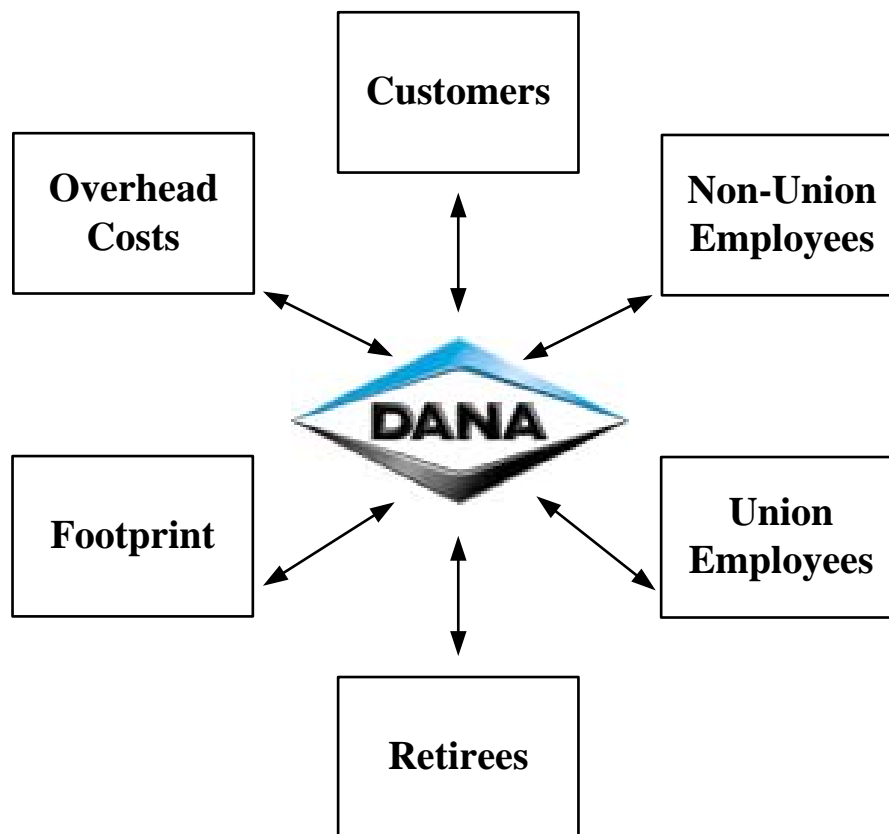 Customers
Overhead
Costs
Non-Union
Employees
DANA
Footprint
Union
Employees
Retirees